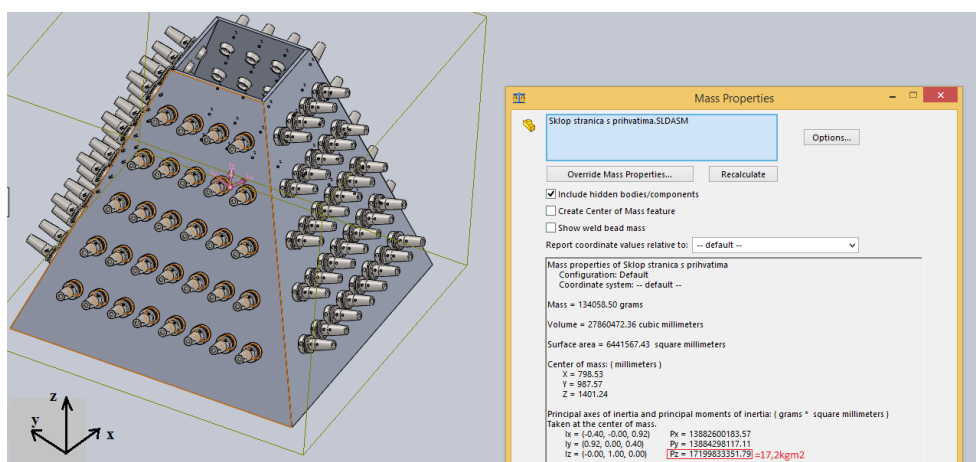 z
y
x
Mass Properties
Sklop stranica s prihvatima.SLDASM
Options...
Override Mass Properties...
Recalculate
Include hidden bodies/components
Create Center of Mass feature
Show weld bead mass
Report coordinate values relative to:
-- default --
Mass properties of Sklop stranica s prihvatima
Configuration: Default
Coordinate system: -- default --
Mass = 134058.50 grams
Volume = 27860472.36 cubic millimeters
Surface area = 6441567.43 square millimeters
Center of mass: ( millimeters )
X = 798.53
Y = 987.57
Z = 1401.24
Principal axes of inertia and principal moments of inertia: ( grams * square millimeters )
Taken at the center of mass.
Ix = (-0.40, -0.00, 0.92) Px = 13882600183.57
Iy = (0.92, 0.00, 0.40) Py = 13884298117.11
Iz = (-0.00, 1.00, 0.00) Pz = 17199833351.79 =17,2kgm2